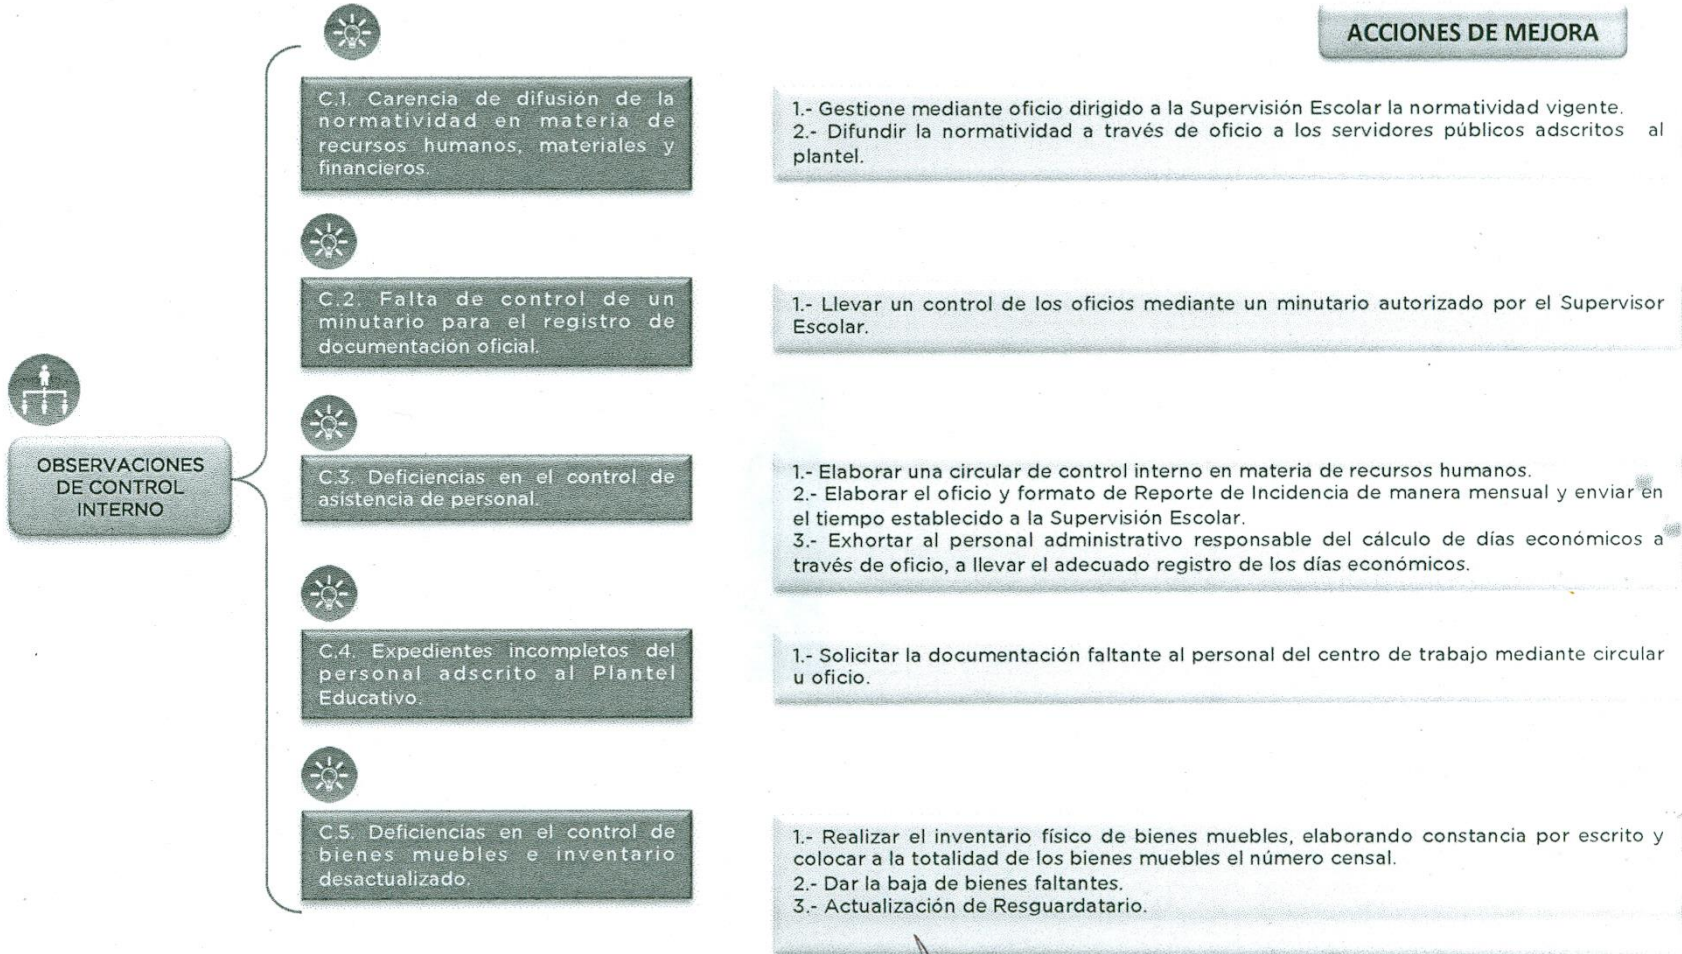 ACCIONES DE MEJORA
C.1. Carencia de difusión de la
normatividad en materia de
recursos humanos, materiales y
financieros.
1.- Gestione mediante oficio dirigido a la Supervisión Escolar la normatividad vigente.
2.- Difundir la normatividad a través de oficio a los servidores públicos adscritos al
plantel.
C.2. Falta de control de un
minutario para el registro de
documentación oficial.
1.- Llevar un control de los oficios mediante un minutario autorizado por el Supervisor
Escolar.
OBSERVACIONES
DE CONTROL
INTERNO
C.3. Deficiencias en el control de
asistencia de personal.
1.- Elaborar una circular de control interno en materia de recursos humanos.
2.- Elaborar el oficio y formato de Reporte de Incidencia de manera mensual y enviar en
el tiempo establecido a la Supervisión Escolar.
3.- Exhortar al personal administrativo responsable del cálculo de días económicos a
través de oficio, a llevar el adecuado registro de los días económicos.
C.4. Expedientes incompletos del
personal adscrito al Plantel
Educativo.
1.- Solicitar la documentación faltante al personal del centro de trabajo mediante circular
u oficio.
C.5. Deficiencias en el control de
bienes muebles e inventario
desactualizado.
1.- Realizar el inventario físico de bienes muebles, elaborando constancia por escrito y
colocar a la totalidad de los bienes muebles el número censal.
2.- Dar la baja de bienes faltantes.
3.- Actualización de Resguardatario.